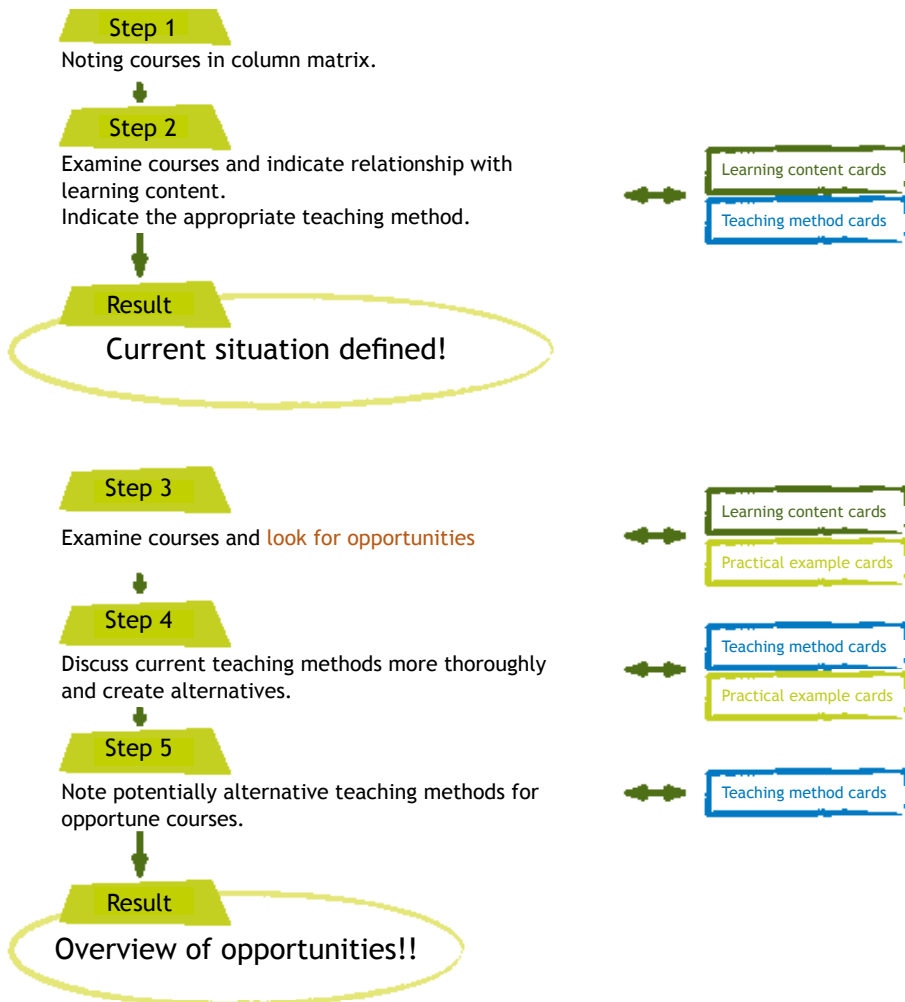 Step 1
Noting courses in column matrix.
Step 2
Examine courses and indicate relationship with
learning content.
Indicate the appropriate teaching method.
Learning content cards
Teaching method cards
Result
Current situation defined!
Step 3
Examine courses and look for opportunities
Learning content cards
Practical example cards
Step 4
Discuss current teaching methods more thoroughly
and create alternatives.
Teaching method cards
Practical example cards
Step 5
Note potentially alternative teaching methods for
opportune courses.
Teaching method cards
Result
Overview of opportunities!!